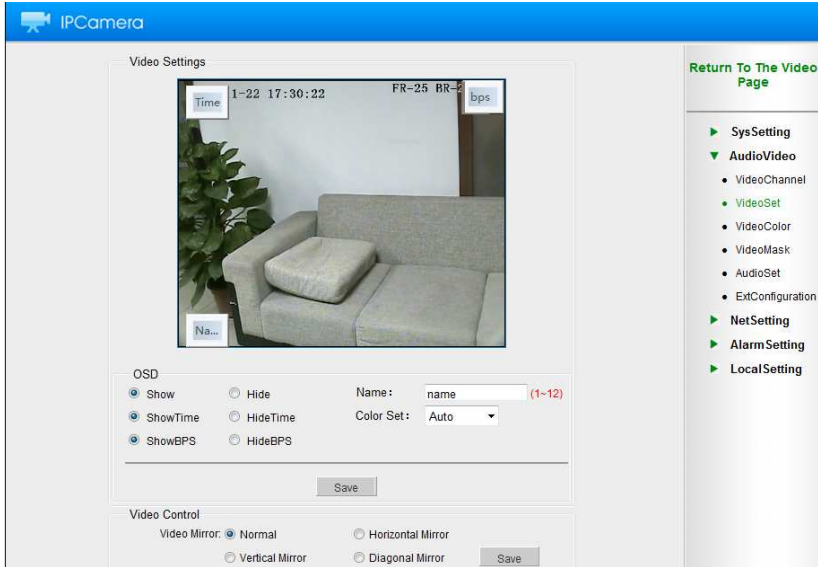 IPCamera
Video Settings
Time
1-22 17:30:22
FR-25 BR-
bps
Na...
OSD
Show Hide Name: name (1~12)
ShowTime HideTime Color Set: Auto
ShowBPS HideBPS
Save
Video Control
Video Mirror: Normal Horizontal Mirror
Vertical Mirror Diagonal Mirror Save
Return To The Video
Page
SysSetting
AudioVideo
VideoChannel
VideoSet
VideoColor
VideoMask
AudioSet
ExtConfiguration
NetSetting
AlarmSetting
LocalSetting